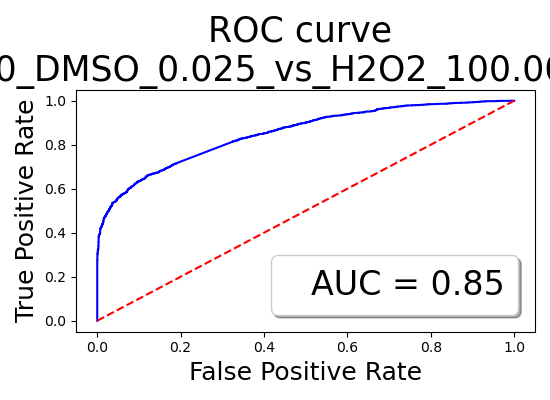 ROC curve
0_DMSO_0.025_vs_H2O2_100.00
True Positive Rate
1.0
0.8
0.6
0.4
0.2
0.0
AUC = 0.85
0.0 0.2 0.4 0.6 0.8 1.0
False Positive Rate